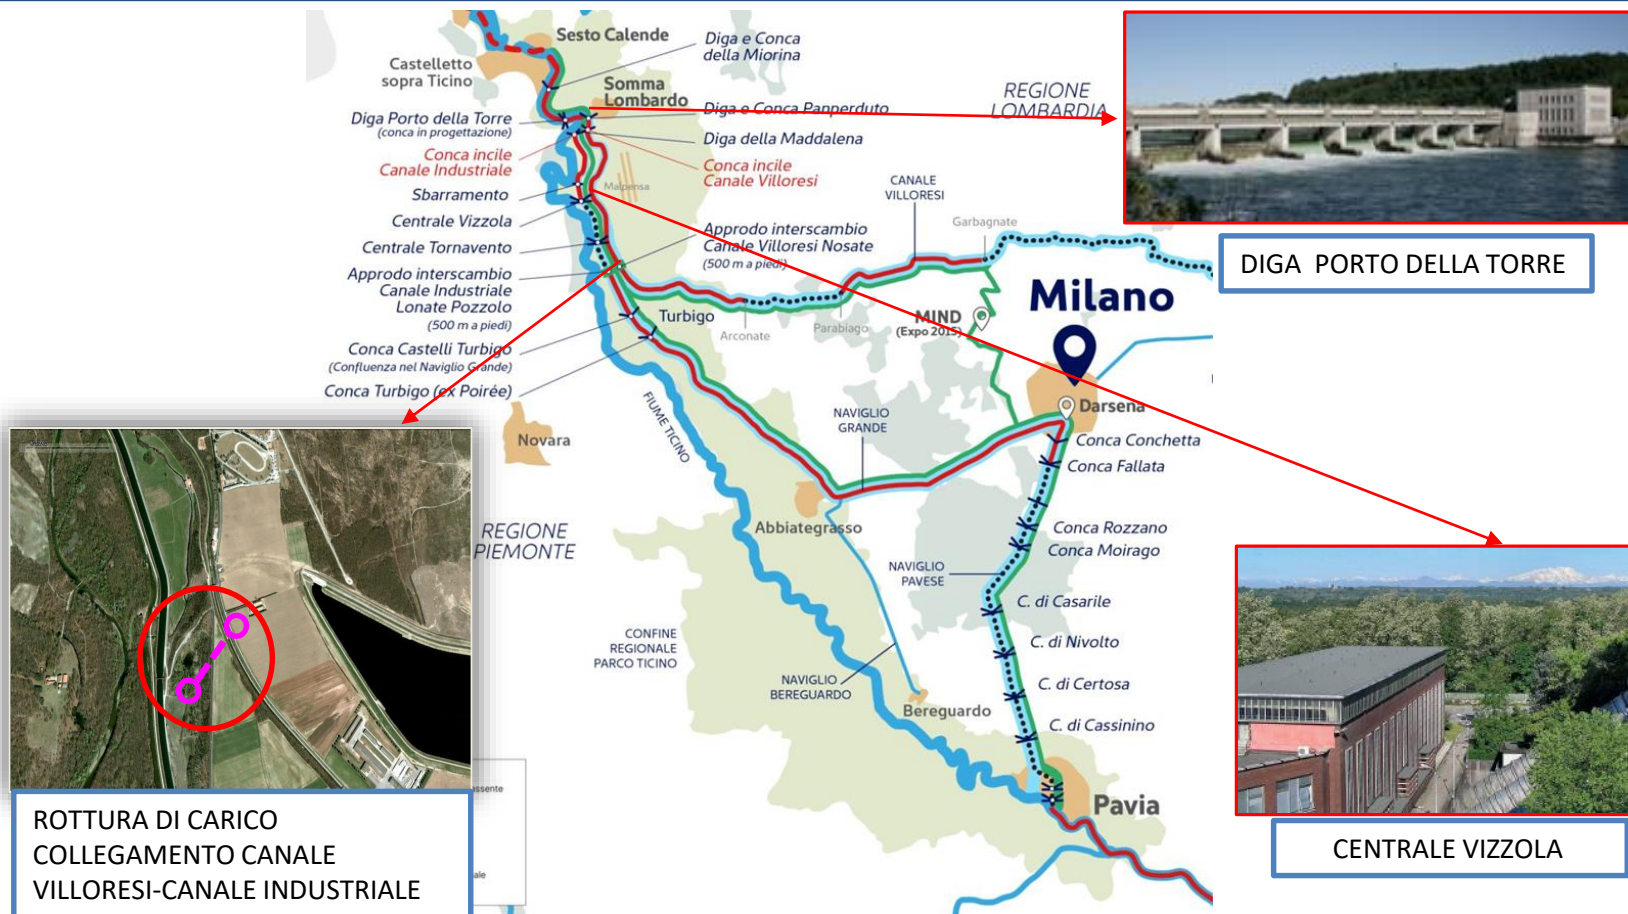 Sesto Calende
Castelletto
sopra Ticino
Diga e Conca
della Miorina
Somma
Lombardo
REGIONE
LOMBARDIA
Diga Porto della Torre
(conca in progettazione)
Diga e Conca Panperduto
Conca incile
Canale Industriale
Diga della Maddalena
Conca incile
Canale Villoresi
Sbarramento
Malpensa
Centrale Vizzola
Centrale Tornavento
Approdo interscambio
Canale Industriale
Lonate Pozzolo
(500 m a piedi)
Approdo interscambio
Canale Villoresi Nosate
(500 m a piedi)
CANALE
VILLORESI
Garbagnate
DIGA PORTO DELLA TORRE
Milano
MIND
(Expo 2015)
Turbigo
Arconate
Parabiago
Conca Castelli Turbigo
(Confluenza nel Naviglio Grande)
Conca Turbigo (ex Poirée)
FIUME TICINO
Novara
NAVIGLIO
GRANDE
Darsena
Conca Conchetta
Conca Fallata
Abbiategrasso
REGIONE
PIEMONTE
Conca Rozzano
Conca Moirago
NAVIGLIO
PAVESE
C. di Casarile
C. di Nivolto
C. di Certosa
C. di Cassinino
CONFINE
REGIONALE
PARCO TICINO
NAVIGLIO
BEREGUARDO
Bereguardo
Pavia
assente
ale
ROTTURA DI CARICO
COLLEGAMENTO CANALE
VILLORESI-CANALE INDUSTRIALE
CENTRALE VIZZOLA